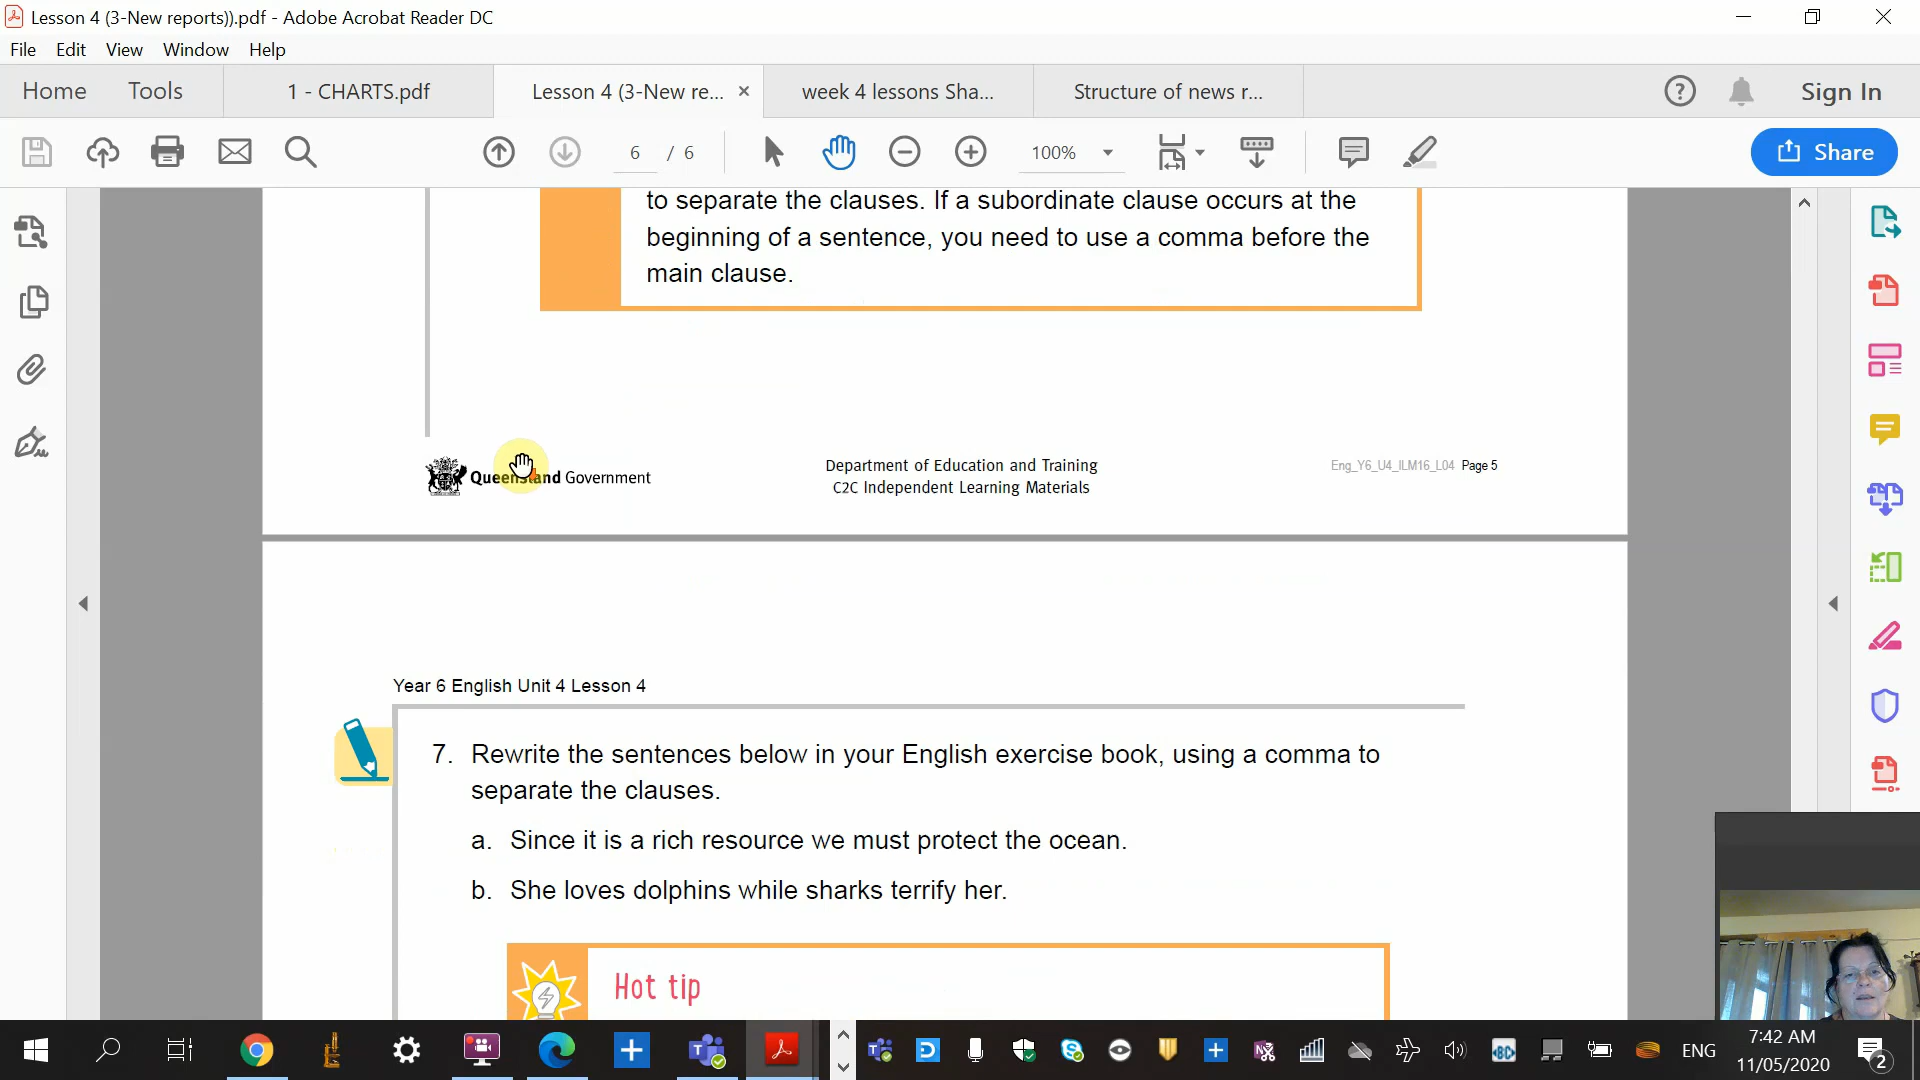 Lesson 4 (3-New reports)).pdf - Adobe Acrobat Reader DC
File Edit View Window Help
Home Tools 1 - CHARTS.pdf Lesson 4 (3-New re... × week 4 lessons Sha... Structure of news r... Sign In
6 / 6 100% Share
to separate the clauses. If a subordinate clause occurs at the
beginning of a sentence, you need to use a comma before the
main clause.
Queensland Government
Department of Education and Training
C2C Independent Learning Materials
Eng_Y6_U4_ILM16_L04 Page 5
Year 6 English Unit 4 Lesson 4
7. Rewrite the sentences below in your English exercise book, using a comma to
separate the clauses.
a. Since it is a rich resource we must protect the ocean.
b. She loves dolphins while sharks terrify her.
Hot tip
ENG
7:42 AM
11/05/2020
2